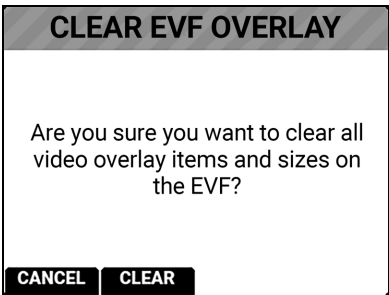 CLEAR EVF OVERLAY
Are you sure you want to clear all
video overlay items and sizes on
the EVF?
CANCEL CLEAR